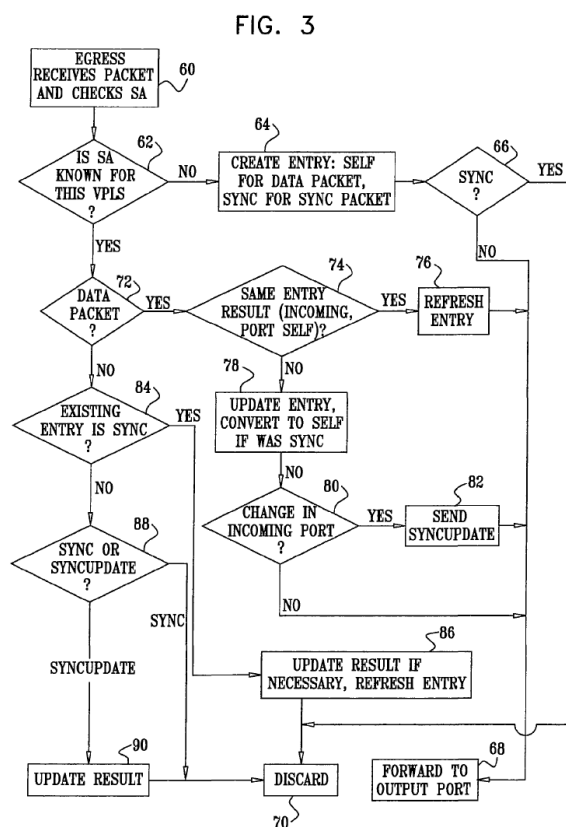 FIG. 3
EGRESS
RECEIVES PACKET
AND CHECKS SA
60
IS SA
KNOWN FOR
THIS VPLS
?
62
NO
YES
64
CREATE ENTRY: SELF
FOR DATA PACKET,
SYNC FOR SYNC PACKET
66
SYNC
?
YES
NO
72
DATA
PACKET
?
YES
NO
74
SAME ENTRY
RESULT (INCOMING,
PORT SELF)?
YES
NO
76
REFRESH
ENTRY
78
UPDATE ENTRY,
CONVERT TO SELF
IF WAS SYNC
NO
84
EXISTING
ENTRY IS SYNC
?
YES
NO
80
CHANGE IN
INCOMING PORT
?
YES
NO
82
SEND
SYNCUPDATE
88
SYNC OR
SYNCUPDATE
?
SYNC
SYNCUPDATE
86
UPDATE RESULT IF
NECESSARY, REFRESH ENTRY
90
UPDATE RESULT
DISCARD
70
68
FORWARD TO
OUTPUT PORT